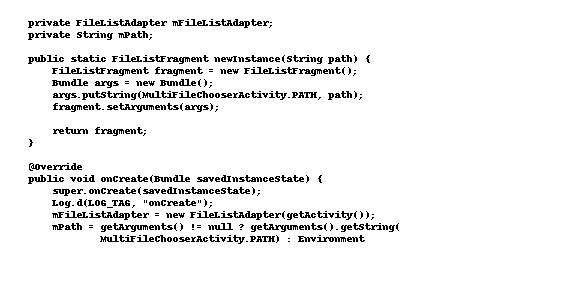 private FileListAdapter mFileListAdapter;
private String mPath;
public static FileListFragment newInstance(String path) {
FileListFragment fragment = new FileListFragment();
Bundle args = new Bundle();
args.putString(MultiFileChooserActivity.PATH, path);
fragment.setArguments(args);
return fragment;
}
@Override
public void onCreate(Bundle savedInstanceState) {
super.onCreate(savedInstanceState);
Log.d(LOG_TAG, "onCreate");
mFileListAdapter = new FileListAdapter(getActivity());
mPath = getArguments() != null ? getArguments().getString(
MultiFileChooserActivity.PATH) : Environment